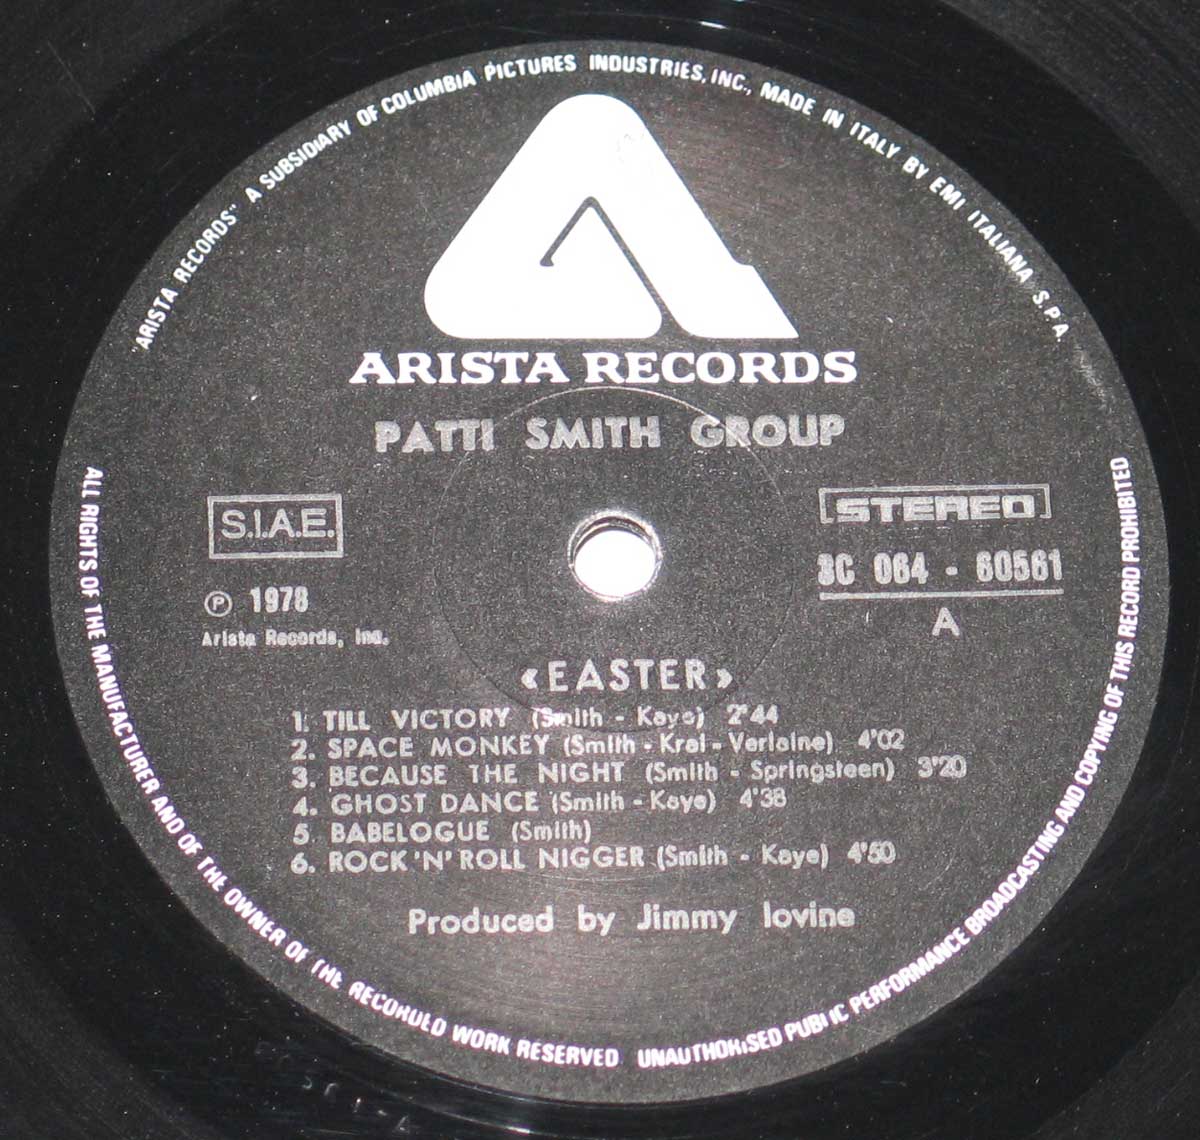 "ARISTA RECORDS" A SUBSIDIARY OF COLUMBIA PICTURES INDUSTRIES, INC., MADE IN ITALY BY EMI ITALIANA S.P.A.
ARISTA RECORDS
PATTI SMITH GROUP
S.I.A.E.
STEREO
3C 064 - 60561
A
℗ 1978
Arista Records, Inc.
«EASTER»
1. TILL VICTORY (Smith - Kaye) 2'44
2. SPACE MONKEY (Smith - Kral - Verlaine) 4'02
3. BECAUSE THE NIGHT (Smith - Springsteen) 3'20
4. GHOST DANCE (Smith - Kaye) 4'38
5 BABELOGUE (Smith)
6. ROCK'N'ROLL NIGGER (Smith - Kaye) 4'50
Produced by Jimmy Iovine
ALL RIGHTS OF THE MANUFACTURER AND OF THE OWNER OF THE RECORDED WORK RESERVED UNAUTHORISED PUBLIC PERFORMANCE BROADCASTING AND COPYING OF THIS RECORD PROHIBITED